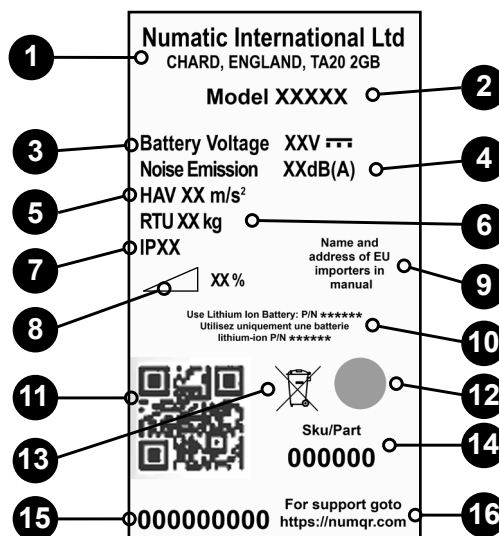 Numatic International Ltd
1
CHARD, ENGLAND, TA20 2GB
Model XXXXX
2
3
Battery Voltage XXV
Noise Emission XXdB(A)
4
5
HAV XX m/s²
RTU XX kg
6
7
IPXX
Name and
address of EU
importers in
manual
9
XX %
8
Use Lithium Ion Battery: P/N ******
Utilisez uniquement une batterie
lithium-ion P/N ******
10
11
12
13
Sku/Part
14
000000
15
000000000
For support goto
https://numqr.com
16